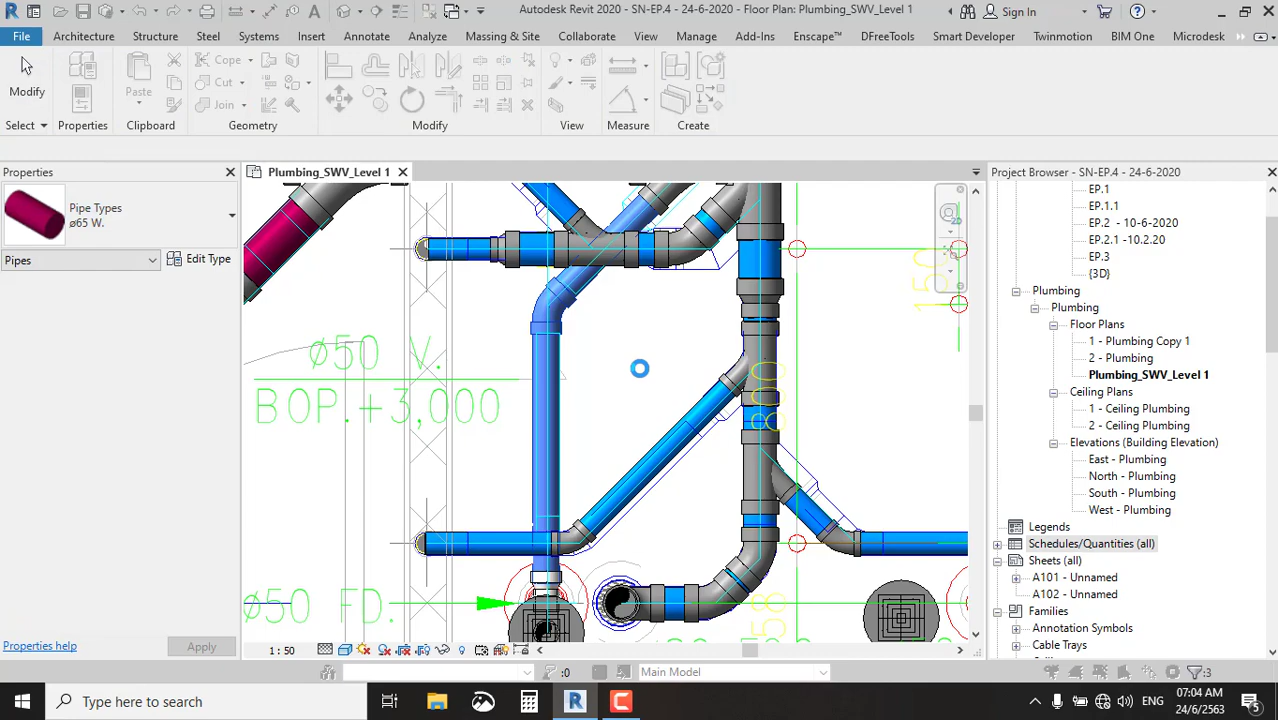 Autodesk Revit 2020 - SN-EP.4 - 24-6-2020 - Floor Plan: Plumbing_SWV_Level 1
Sign In
File Architecture Structure Steel Systems Insert Annotate Analyze Massing & Site Collaborate View Manage Add-Ins Enscape™ DFreeTools Smart Developer Twinmotion BIM One Microdesk
Modify
Paste
Cope
Cut
Join
Select Properties Clipboard Geometry Modify View Measure Create
Properties
Plumbing_SWV_Level 1
Project Browser - SN-EP.4 - 24-6-2020
Pipe Types
ø65 W.
Pipes
Edit Type
EP.1
EP.1.1
EP.2 - 10-6-2020
EP.2.1 -10.2.20
EP.3
{3D}
Plumbing
Plumbing
Floor Plans
1 - Plumbing Copy 1
2 - Plumbing
Plumbing_SWV_Level 1
Ceiling Plans
1 - Ceiling Plumbing
2 - Ceiling Plumbing
Elevations (Building Elevation)
East - Plumbing
North - Plumbing
South - Plumbing
West - Plumbing
Legends
Schedules/Quantities (all)
Sheets (all)
A101 - Unnamed
A102 - Unnamed
Families
Annotation Symbols
Cable Trays
150
ø50 V.
BOP.+3,000
800
ø50 FD.
58
Properties help
Apply
1 : 50
:0
Main Model
:3
Type here to search
ENG
07:04 AM
24/6/2563
5